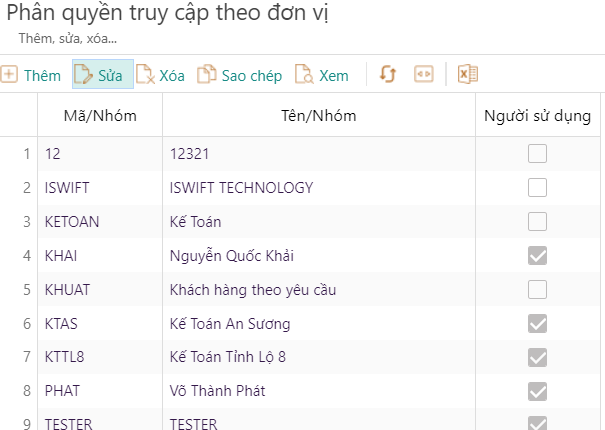 Phân quyền truy cập theo đơn vị
Thêm, sửa, xóa...
Thêm Sửa Xóa Sao chép Xem
Mã/Nhóm Tên/Nhóm Người sử dụng
1 12 12321
2 ISWIFT ISWIFT TECHNOLOGY
3 KETOAN Kế Toán
4 KHAI Nguyễn Quốc Khải
5 KHUAT Khách hàng theo yêu cầu
6 KTAS Kế Toán An Sương
7 KTTL8 Kế Toán Tỉnh Lộ 8
8 PHAT Võ Thành Phát
9 TESTER TESTER